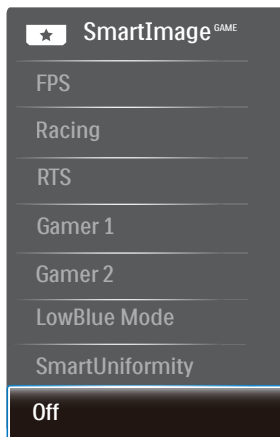 SmartImage GAME
FPS
Racing
RTS
Gamer 1
Gamer 2
LowBlue Mode
SmartUniformity
Off